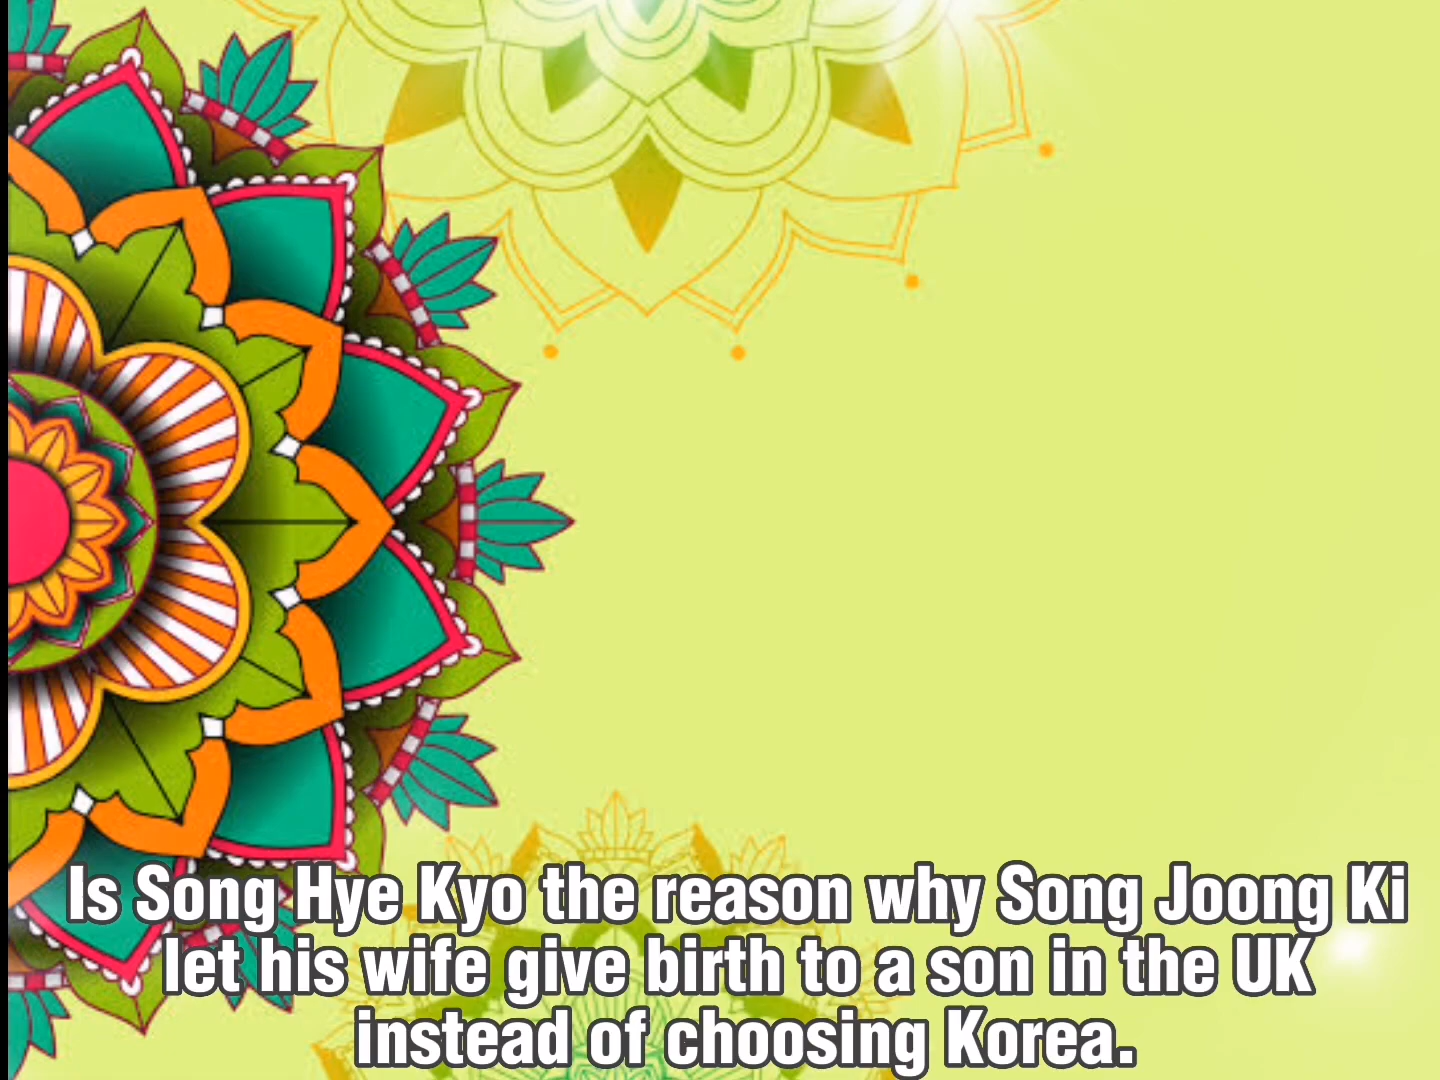 Is Song Hye Kyo the reason why Song Joong Ki
let his wife give birth to a son in the UK
instead of choosing Korea.